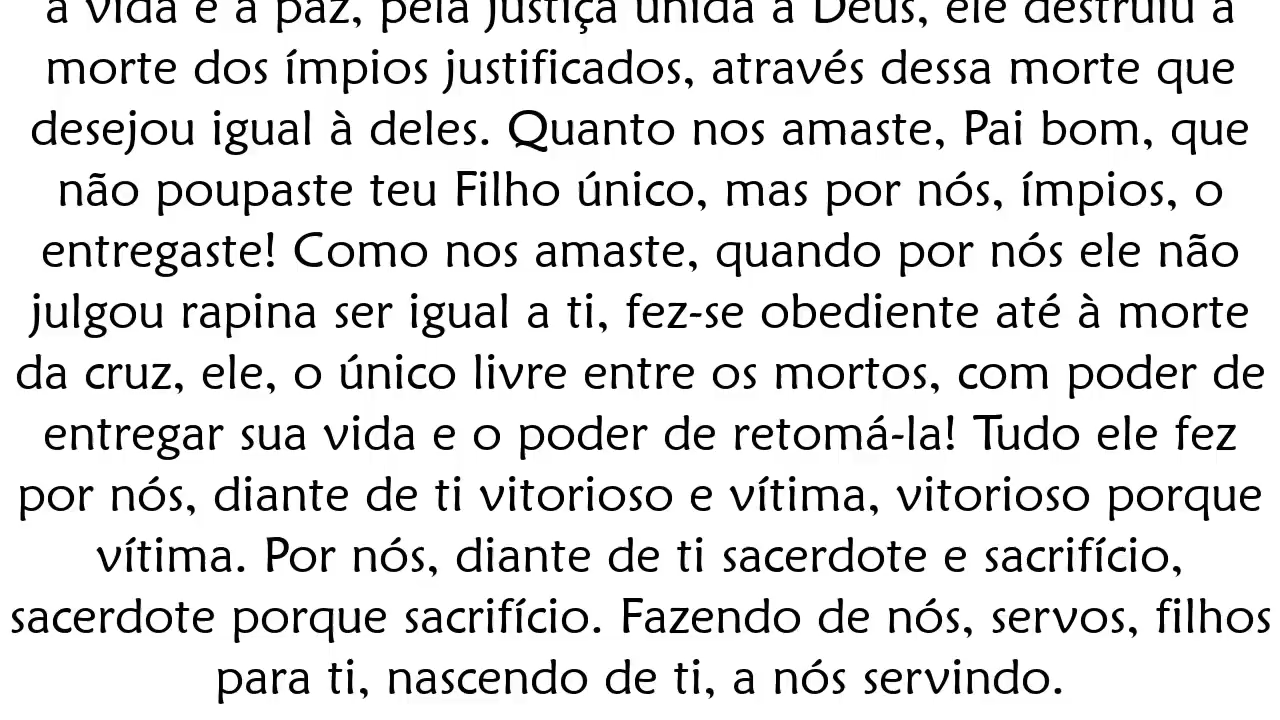 a vida e a paz, pela justiça unida a Deus, ele destruiu a
morte dos ímpios justificados, através dessa morte que
desejou igual à deles. Quanto nos amaste, Pai bom, que
não poupaste teu Filho único, mas por nós, ímpios, o
entregaste! Como nos amaste, quando por nós ele não
julgou rapina ser igual a ti, fez-se obediente até à morte
da cruz, ele, o único livre entre os mortos, com poder de
entregar sua vida e o poder de retomá-la! Tudo ele fez
por nós, diante de ti vitorioso e vítima, vitorioso porque
vítima. Por nós, diante de ti sacerdote e sacrifício,
sacerdote porque sacrifício. Fazendo de nós, servos, filhos
para ti, nascendo de ti, a nós servindo.